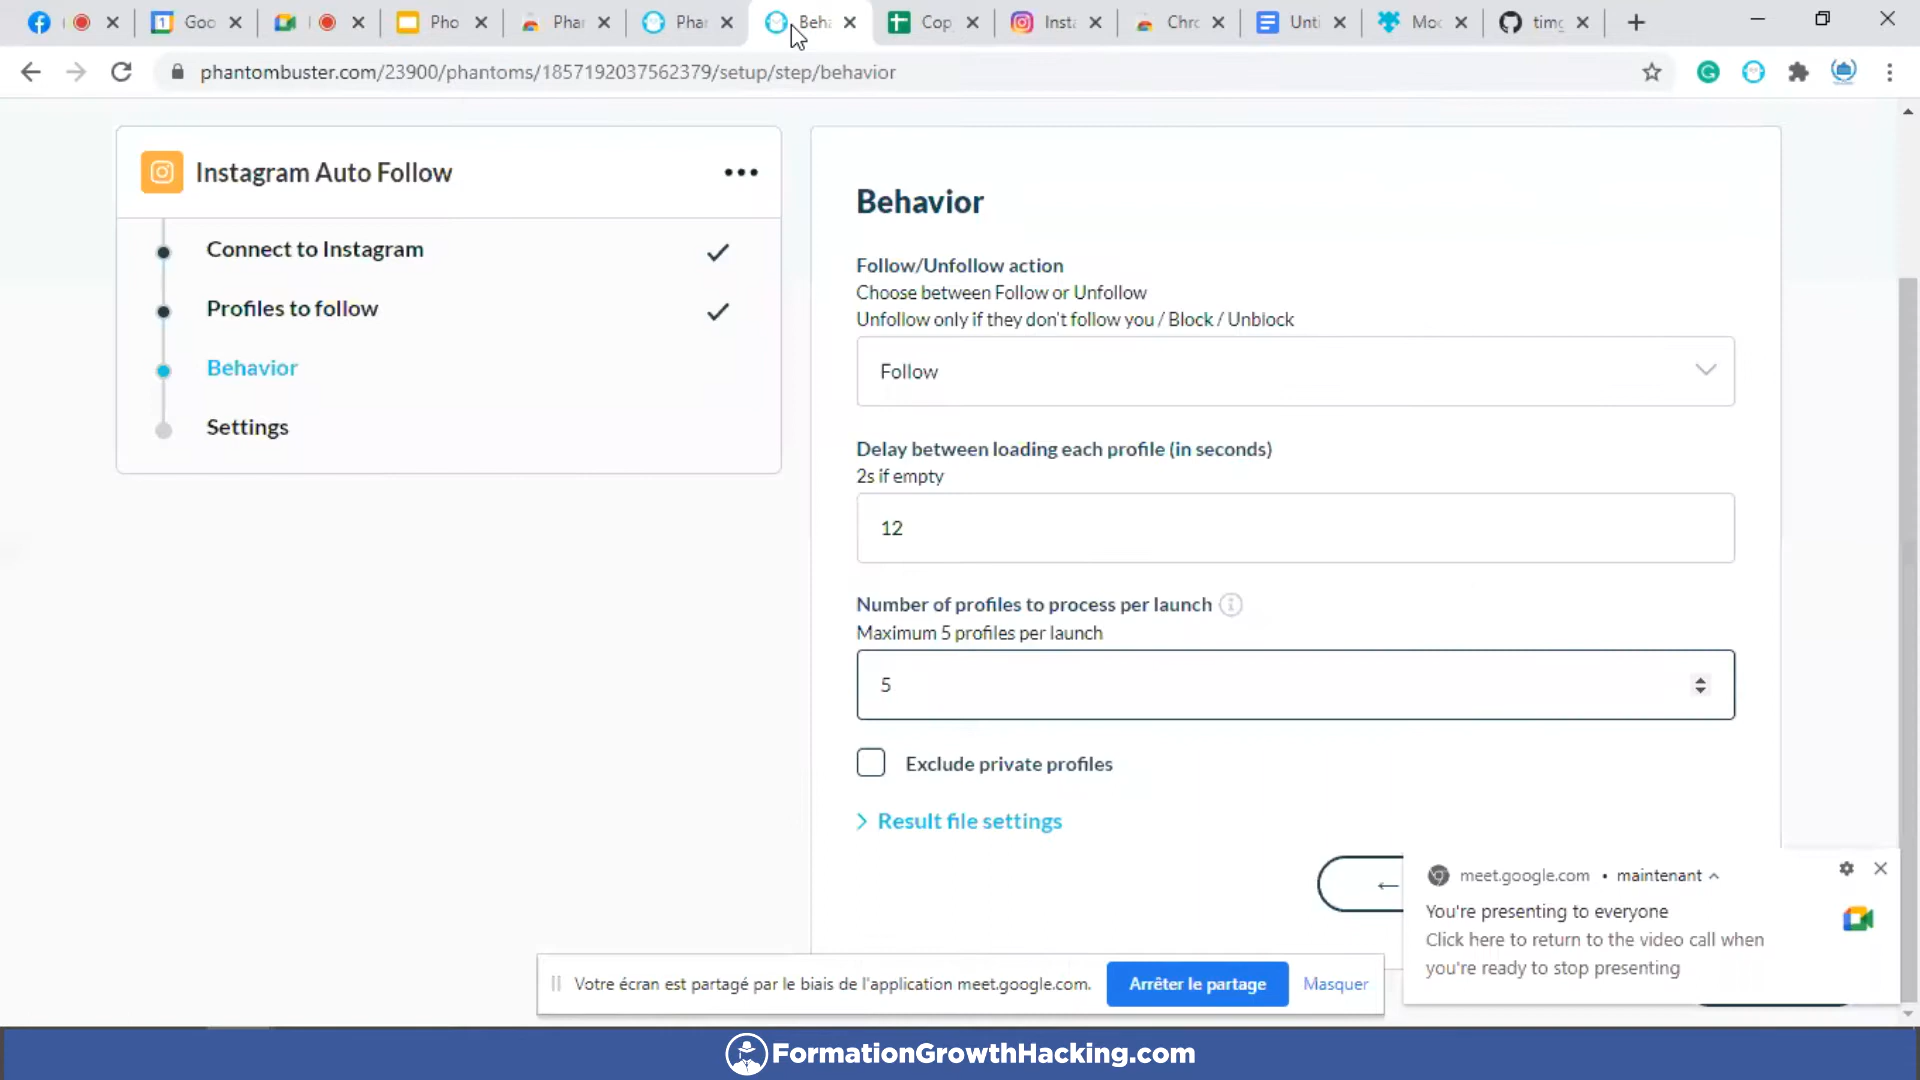 Goo
Pho
Phar
Phar
Beha
Cop
Insta
Chro
Unti
Moc
timg
phantombuster.com/23900/phantoms/1857192037562379/setup/step/behavior
Instagram Auto Follow
Connect to Instagram
Profiles to follow
Behavior
Settings
Behavior
Follow/Unfollow action
Choose between Follow or Unfollow
Unfollow only if they don't follow you / Block / Unblock
Follow
Delay between loading each profile (in seconds)
2s if empty
12
Number of profiles to process per launch
Maximum 5 profiles per launch
5
Exclude private profiles
Result file settings
meet.google.com • maintenant
You're presenting to everyone
Click here to return to the video call when
you're ready to stop presenting
Votre écran est partagé par le biais de l'application meet.google.com.
Arrêter le partage
Masquer
FormationGrowthHacking.com